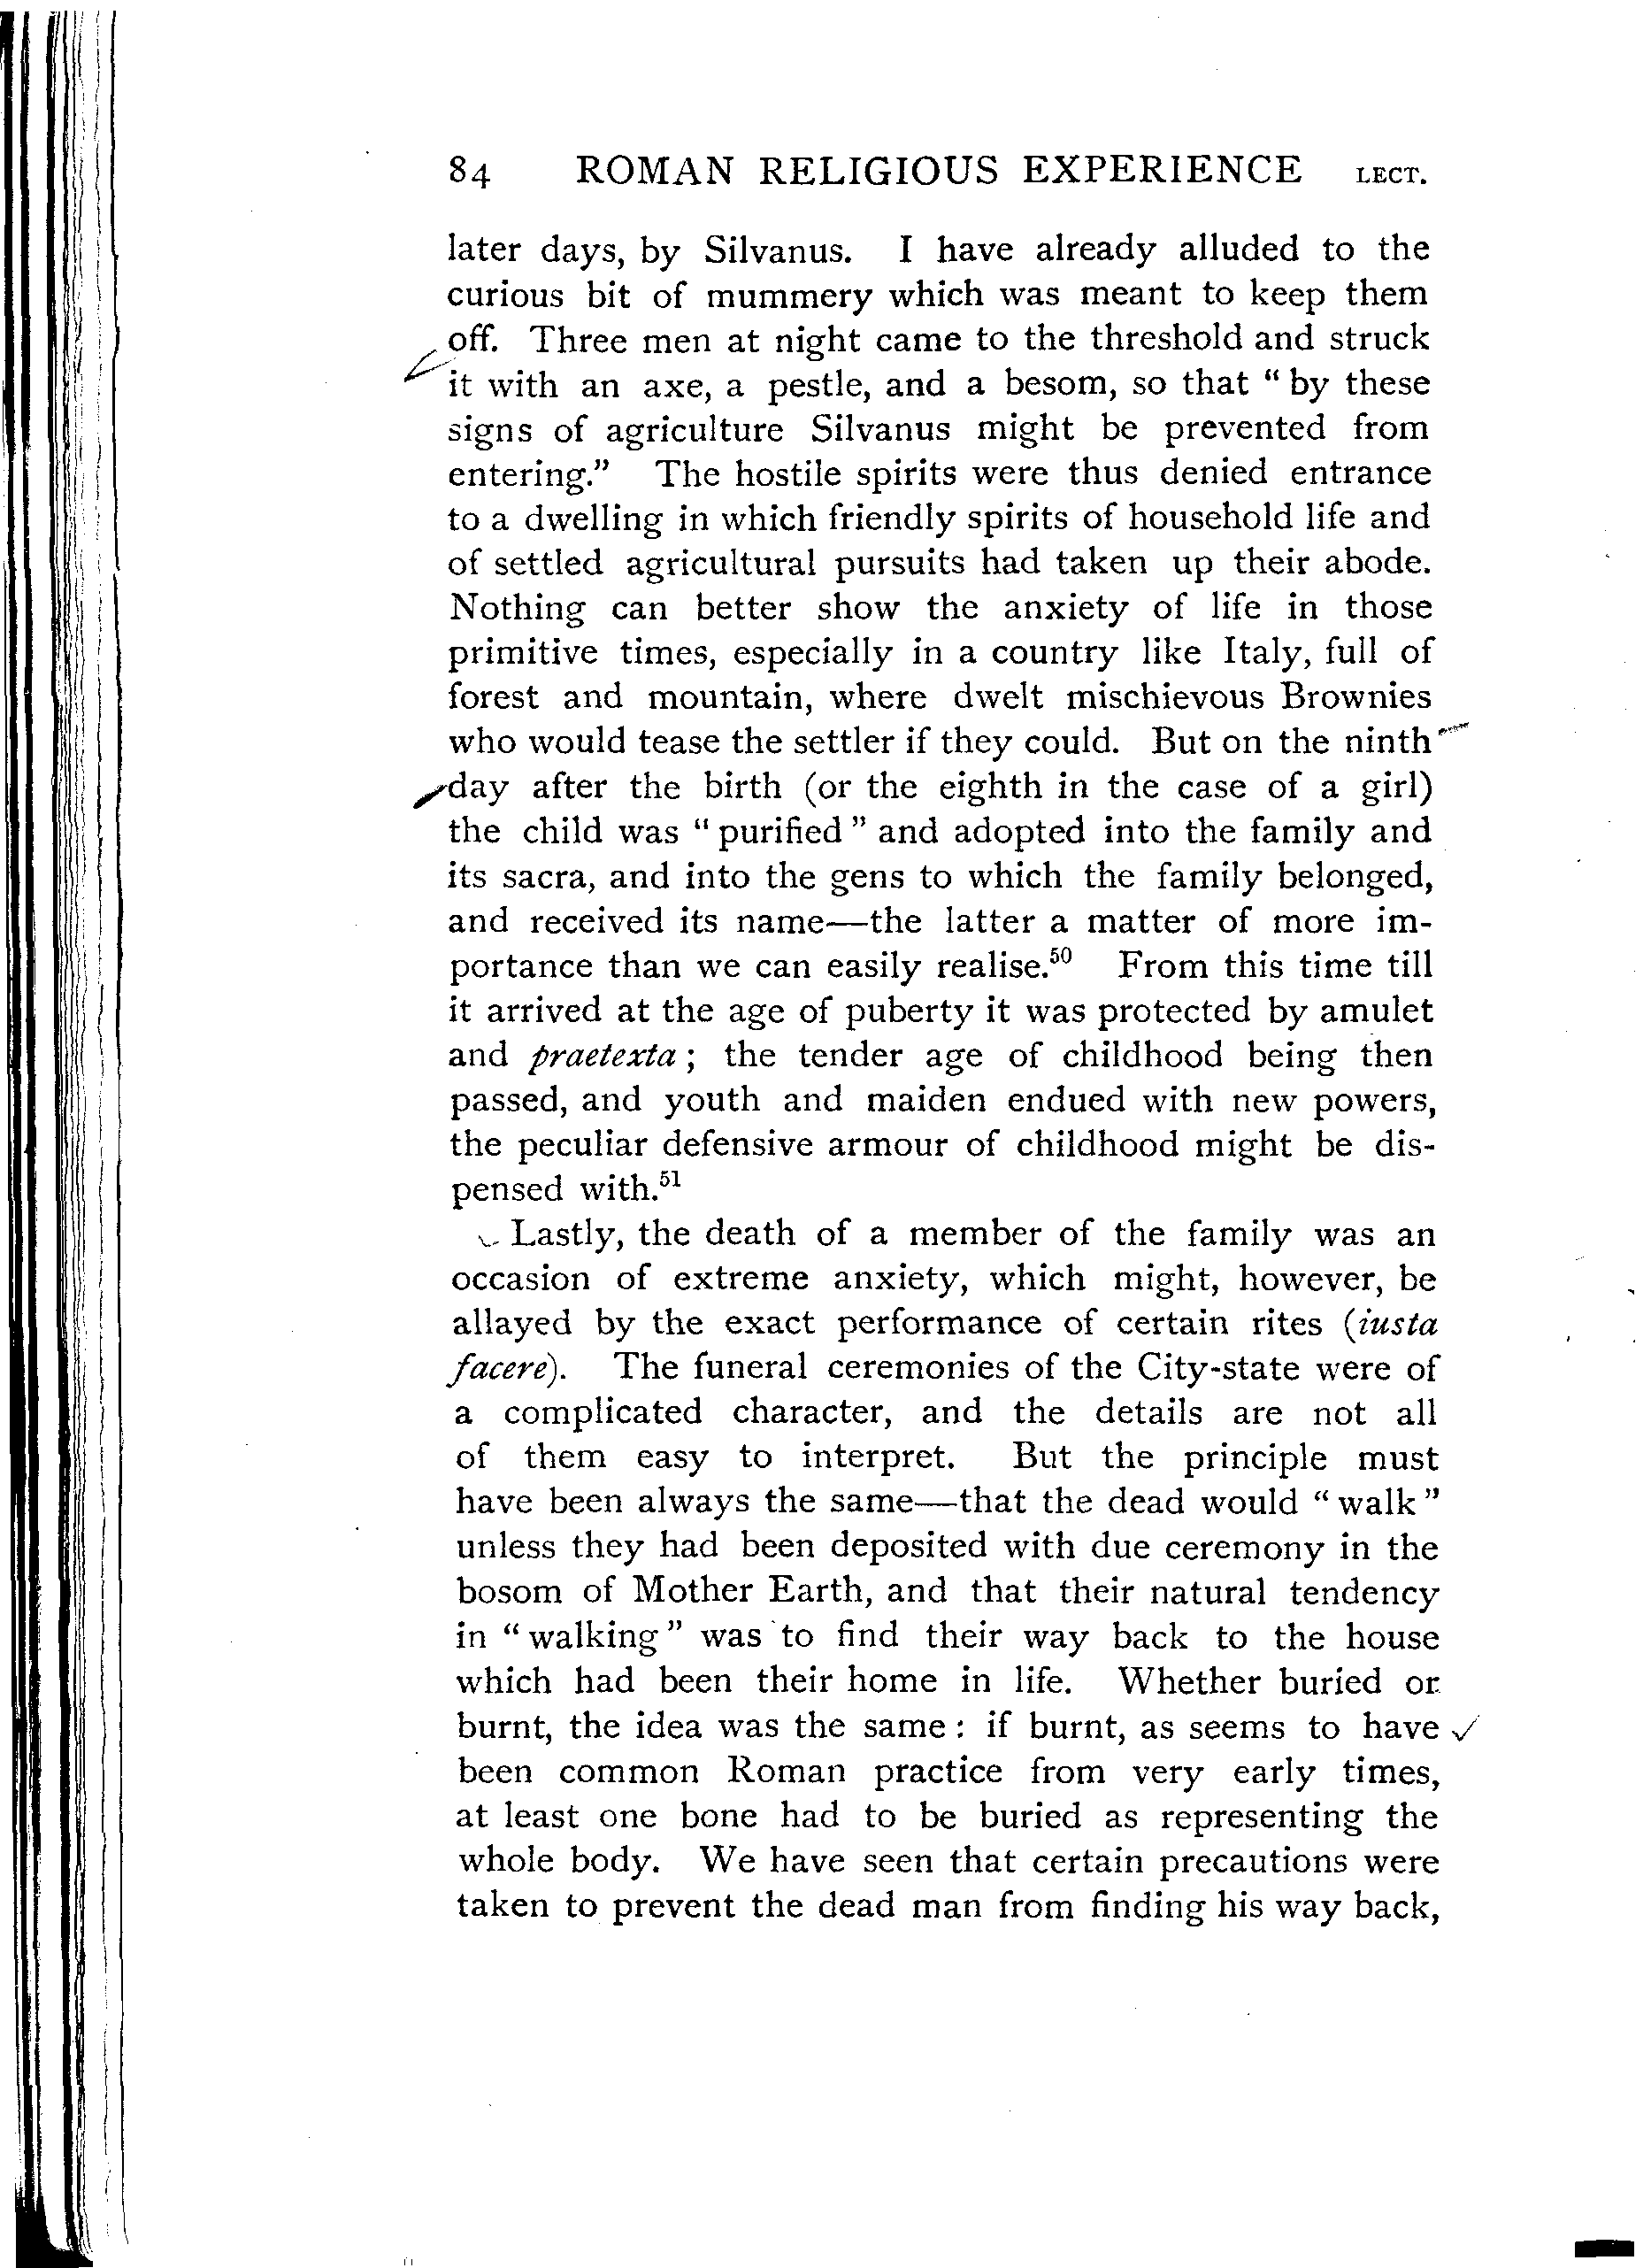 84 ROMAN RELIGIOUS EXPERIENCE LECT.
later days, by Silvanus. I have already alluded to the
curious bit of mummery which was meant to keep them
off. Three men at night came to the threshold and struck
it with an axe, a pestle, and a besom, so that “ by these
signs of agriculture Silvanus might be prevented from
entering.” The hostile spirits were thus denied entrance
to a dwelling in which friendly spirits of household life and
of settled agricultural pursuits had taken up their abode.
Nothing can better show the anxiety of life in those
primitive times, especially in a country like Italy, full of
forest and mountain, where dwelt mischievous Brownies
who would tease the settler if they could. But on the ninth
day after the birth (or the eighth in the case of a girl)
the child was “ purified ” and adopted into the family and
its sacra, and into the gens to which the family belonged,
and received its name—the latter a matter of more im-
portance than we can easily realise.⁵⁰ From this time till
it arrived at the age of puberty it was protected by amulet
and praetexta ; the tender age of childhood being then
passed, and youth and maiden endued with new powers,
the peculiar defensive armour of childhood might be dis-
pensed with.⁵¹
Lastly, the death of a member of the family was an
occasion of extreme anxiety, which might, however, be
allayed by the exact performance of certain rites (iusta
facere). The funeral ceremonies of the City-state were of
a complicated character, and the details are not all
of them easy to interpret. But the principle must
have been always the same—that the dead would “ walk ”
unless they had been deposited with due ceremony in the
bosom of Mother Earth, and that their natural tendency
in “ walking ” was to find their way back to the house
which had been their home in life. Whether buried or
burnt, the idea was the same : if burnt, as seems to have
been common Roman practice from very early times,
at least one bone had to be buried as representing the
whole body. We have seen that certain precautions were
taken to prevent the dead man from finding his way back,